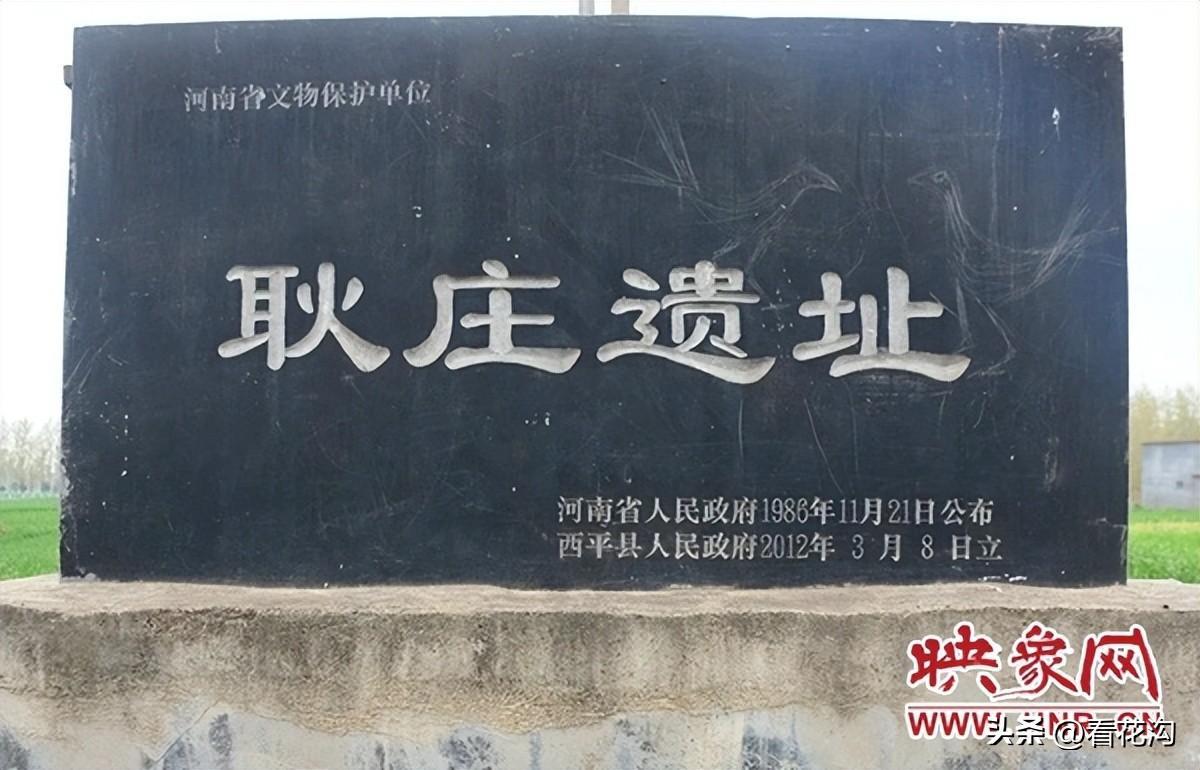 河南省文物保护单位
耿庄遗址
河南省人民政府1986年11月21日公布
西平县人民政府2012年 3 月 8 日立
映象网
WWW.HNR.CN
头条 @看花沟